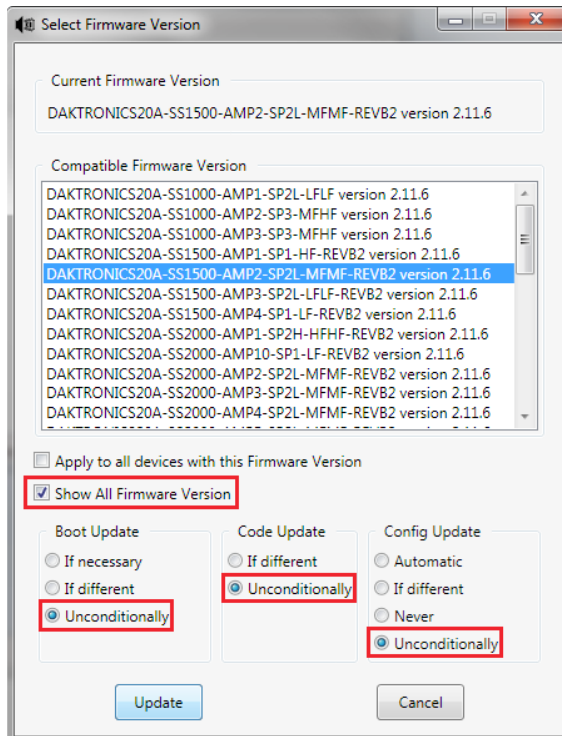 Select Firmware Version
Current Firmware Version
DAKTRONICS20A-SS1500-AMP2-SP2L-MFMF-REVB2 version 2.11.6
Compatible Firmware Version
DAKTRONICS20A-SS1000-AMP1-SP2L-LFLF version 2.11.6
DAKTRONICS20A-SS1000-AMP2-SP3-MFHF version 2.11.6
DAKTRONICS20A-SS1000-AMP3-SP3-MFHF version 2.11.6
DAKTRONICS20A-SS1500-AMP1-SP1-HF-REVB2 version 2.11.6
DAKTRONICS20A-SS1500-AMP2-SP2L-MFMF-REVB2 version 2.11.6
DAKTRONICS20A-SS1500-AMP3-SP2L-LFLF-REVB2 version 2.11.6
DAKTRONICS20A-SS1500-AMP4-SP1-LF-REVB2 version 2.11.6
DAKTRONICS20A-SS2000-AMP1-SP2H-HFHF-REVB2 version 2.11.6
DAKTRONICS20A-SS2000-AMP10-SP1-LF-REVB2 version 2.11.6
DAKTRONICS20A-SS2000-AMP2-SP2L-MFMF-REVB2 version 2.11.6
DAKTRONICS20A-SS2000-AMP3-SP2L-MFMF-REVB2 version 2.11.6
DAKTRONICS20A-SS2000-AMP4-SP2L-MFMF-REVB2 version 2.11.6
Apply to all devices with this Firmware Version
Show All Firmware Version
Boot Update
If necessary
If different
Unconditionally
Code Update
If different
Unconditionally
Config Update
Automatic
If different
Never
Unconditionally
Update
Cancel